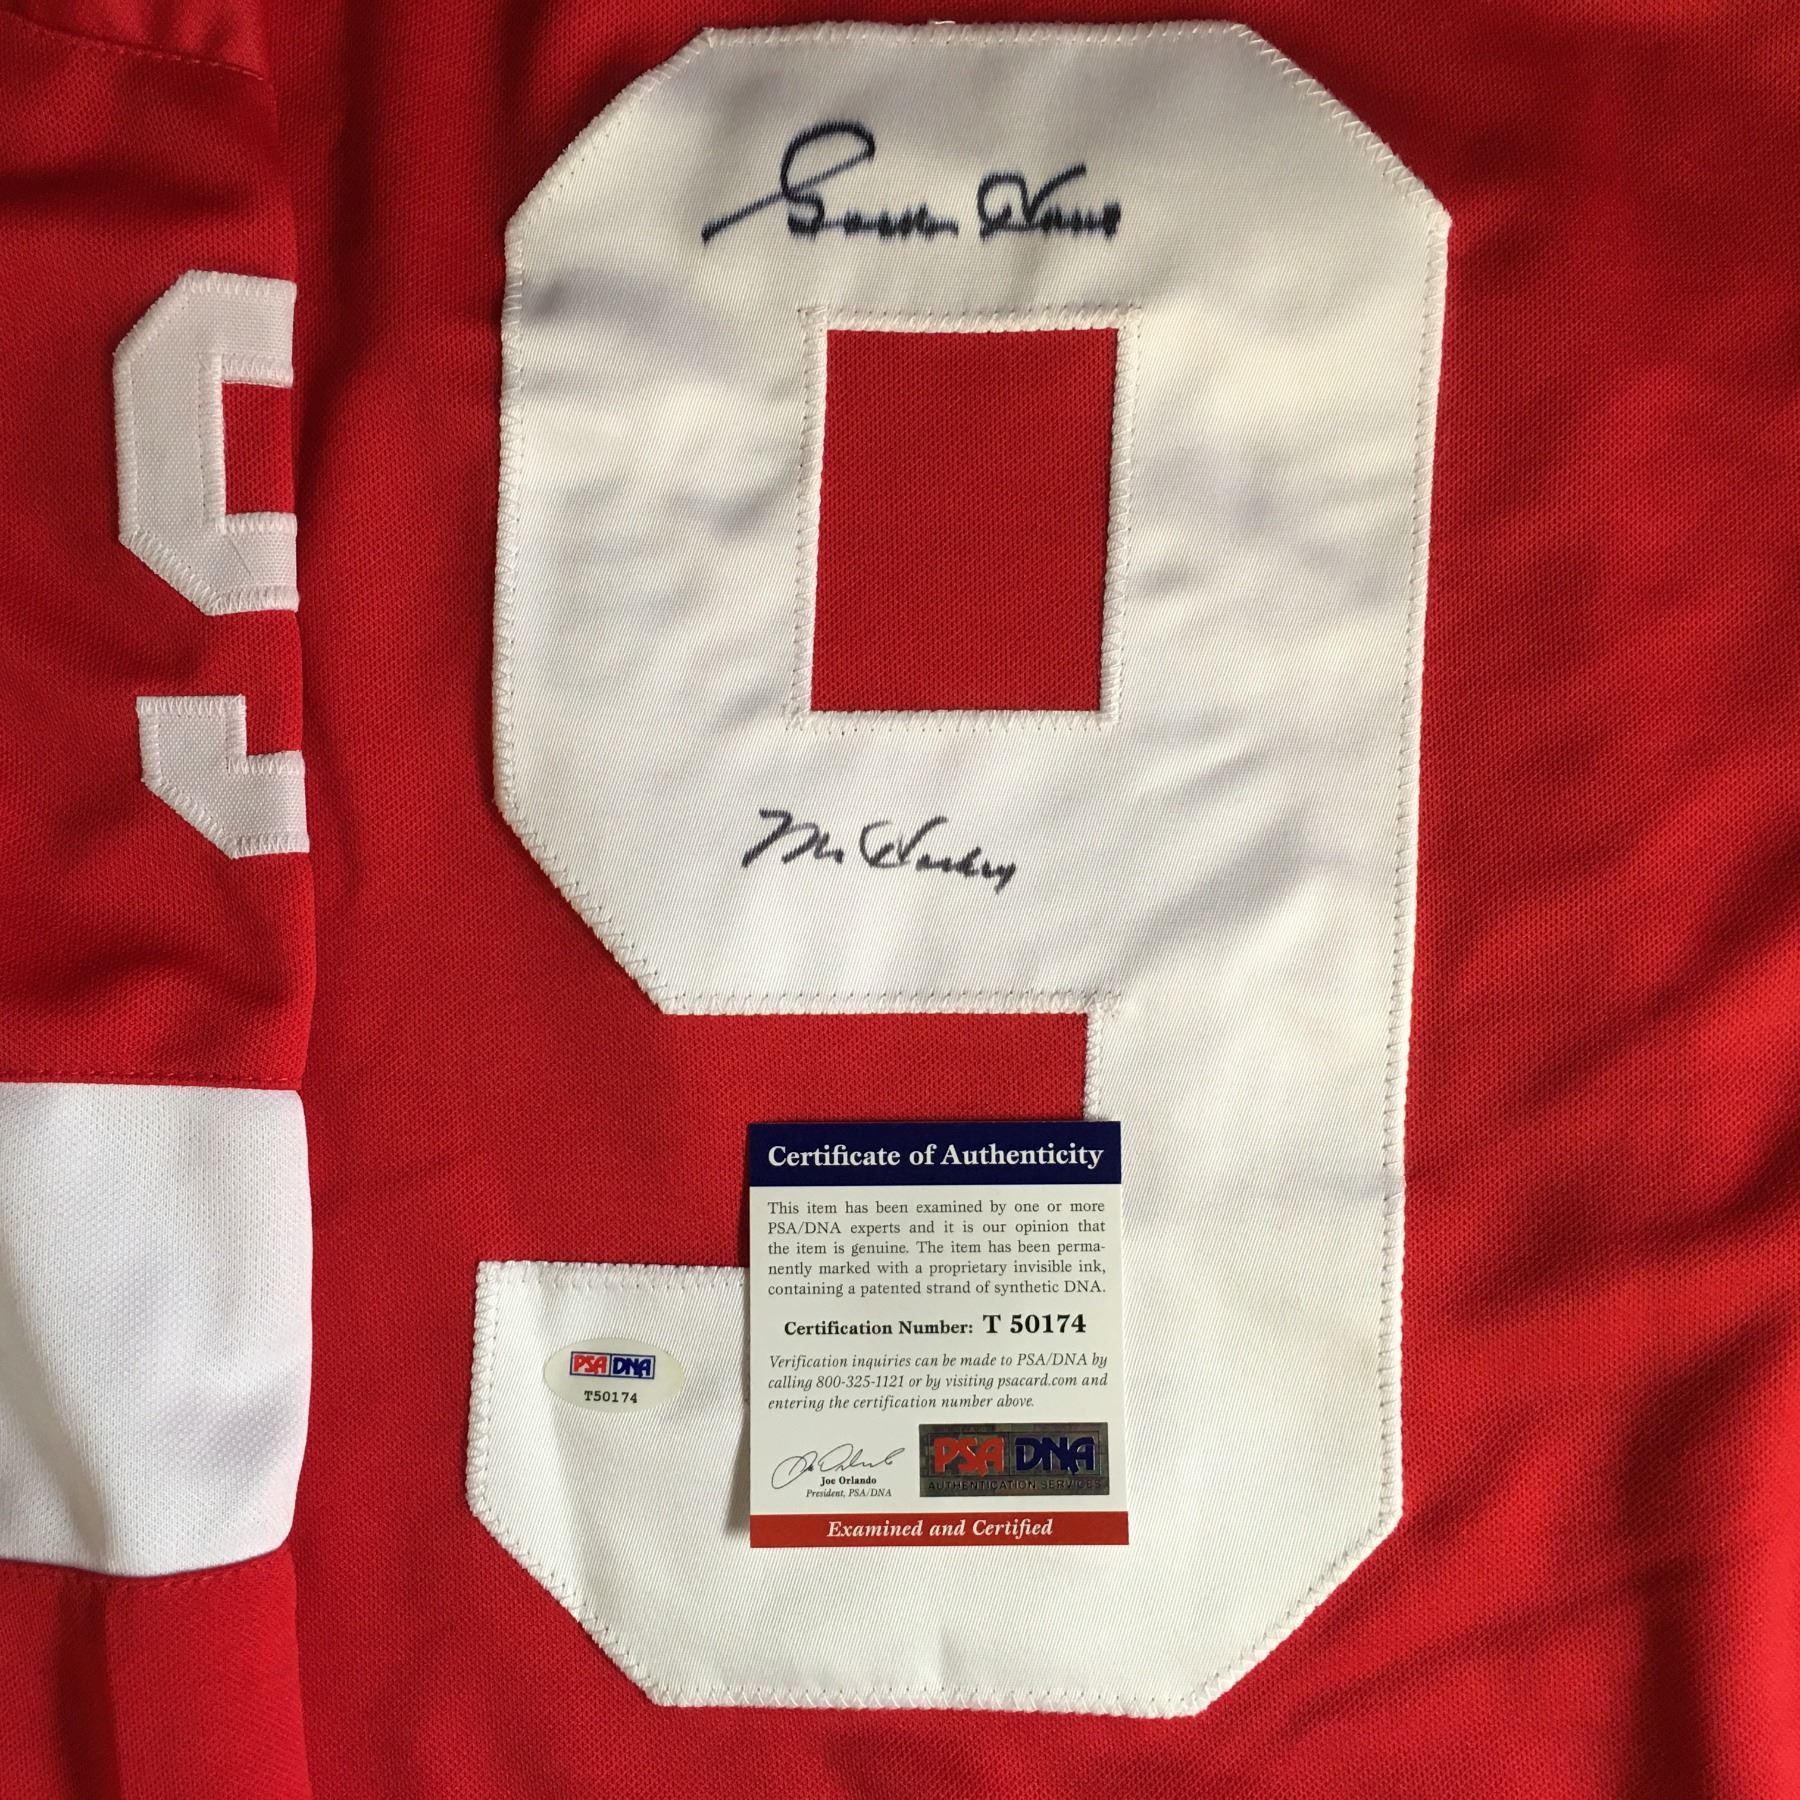 Gordie Howe
9
Mr Hockey
9
Certificate of Authenticity
This item has been examined by one or more
PSA/DNA experts and it is our opinion that
the item is genuine. The item has been perma-
nently marked with a proprietary invisible ink,
containing a patented strand of synthetic DNA.
Certification Number: T 50174
Verification inquiries can be made to PSA/DNA by
calling 800-325-1121 or by visiting psacard.com and
entering the certification number above.
Joe Orlando
President, PSA/DNA
PSA DNA
AUTHENTICATION SERVICES
Examined and Certified
PSA DNA
T50174